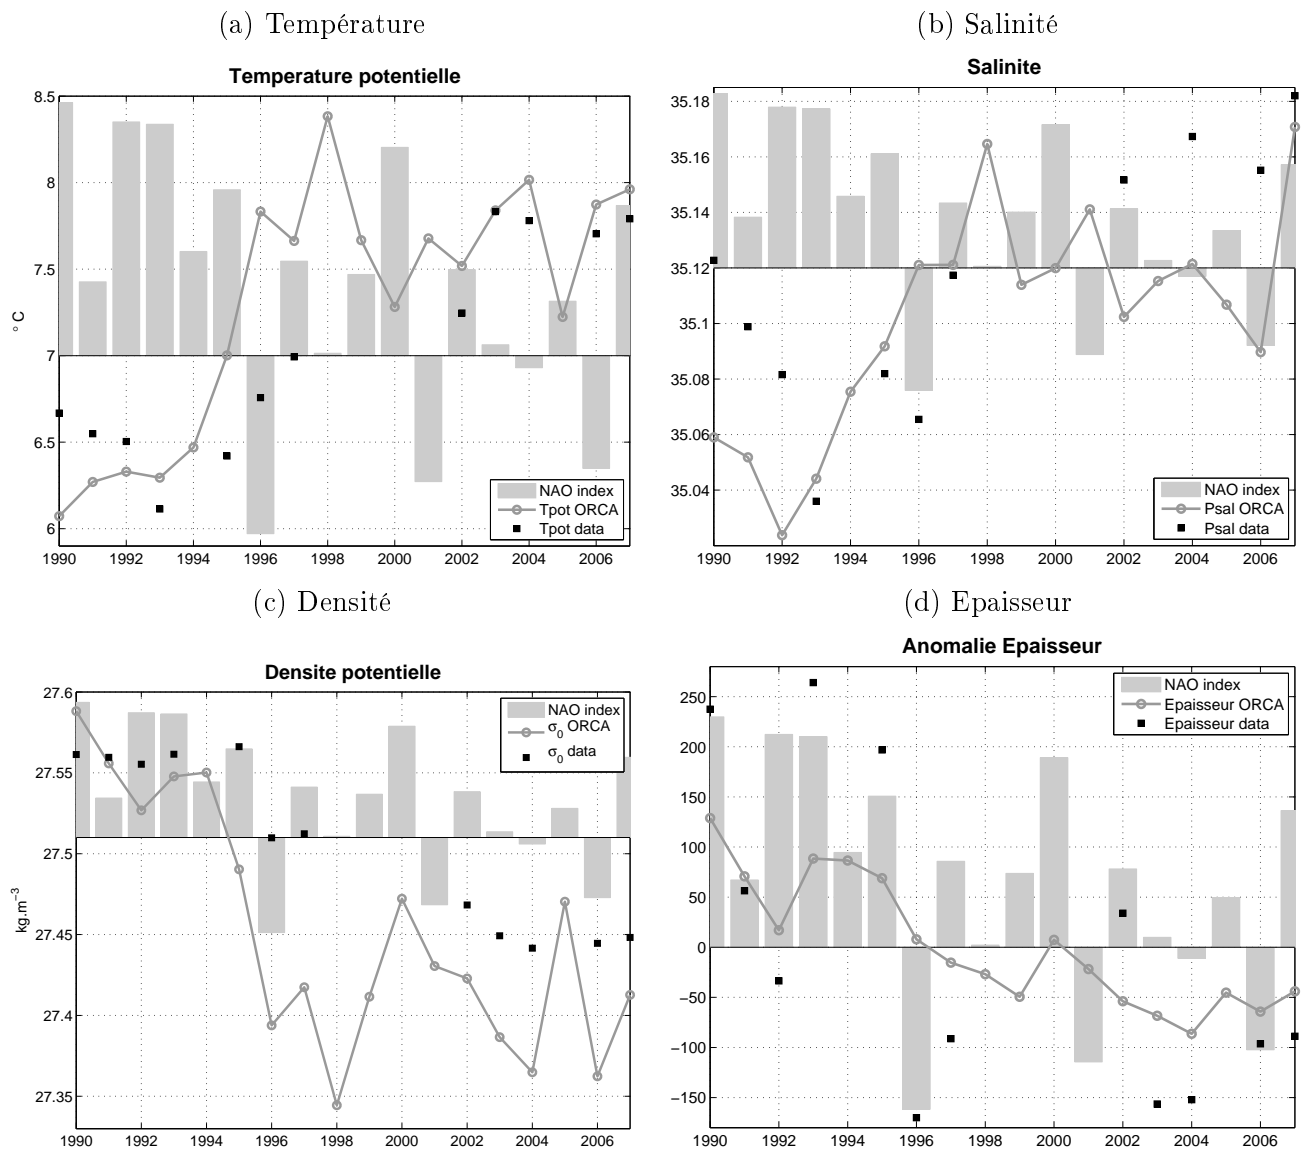 (a) Température
Temperature potentielle
8.5
8
7.5
7
6.5
6
° C
1990 1992 1994 1996 1998 2000 2002 2004 2006
NAO index
Tpot ORCA
Tpot data
(b) Salinité
Salinite
35.18
35.16
35.14
35.12
35.1
35.08
35.06
35.04
1990 1992 1994 1996 1998 2000 2002 2004 2006
NAO index
Psal ORCA
Psal data
(c) Densité
Densite potentielle
27.6
27.55
27.5
27.45
27.4
27.35
kg.m⁻³
1990 1992 1994 1996 1998 2000 2002 2004 2006
NAO index
σ₀ ORCA
σ₀ data
(d) Epaisseur
Anomalie Epaisseur
250
200
150
100
50
0
−50
−100
−150
1990 1992 1994 1996 1998 2000 2002 2004 2006
NAO index
Epaisseur ORCA
Epaisseur data